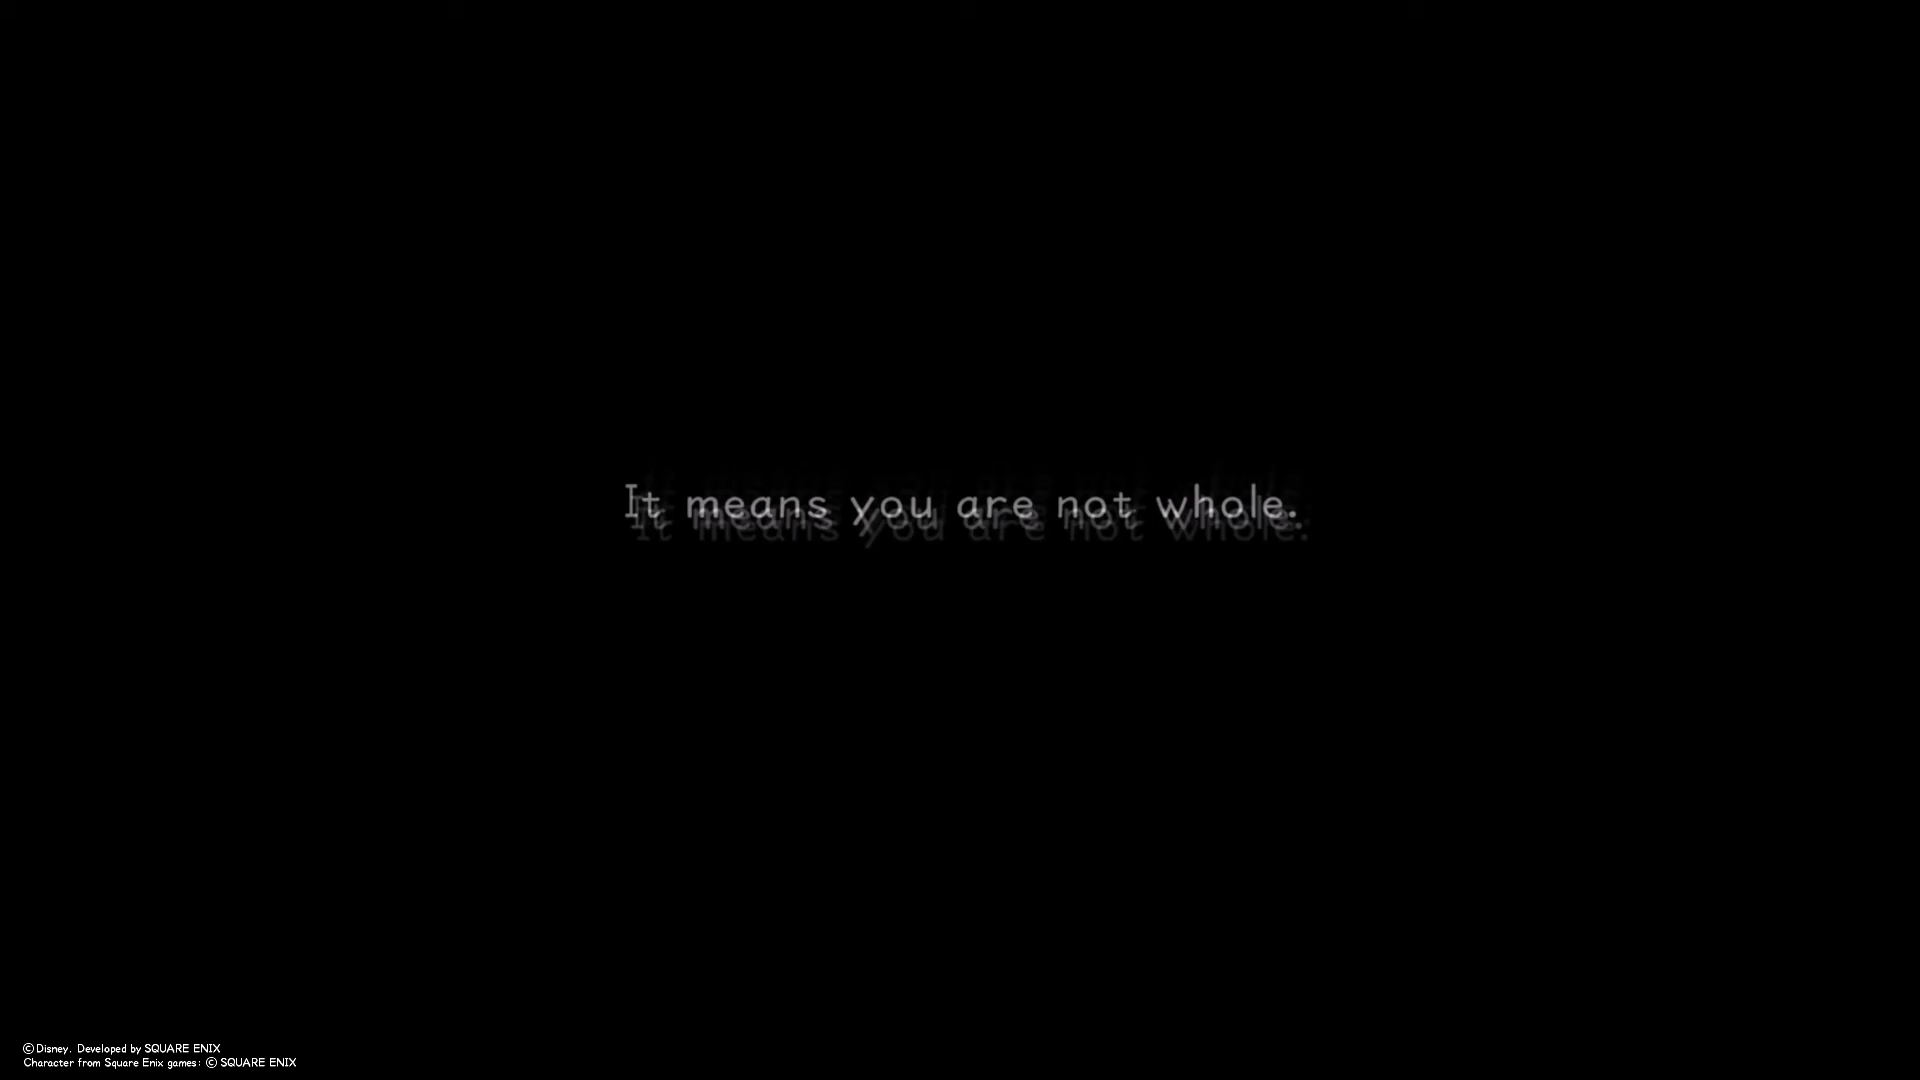 It means you are not whole.
© Disney. Developed by SQUARE ENIX
Character from Square Enix games: © SQUARE ENIX